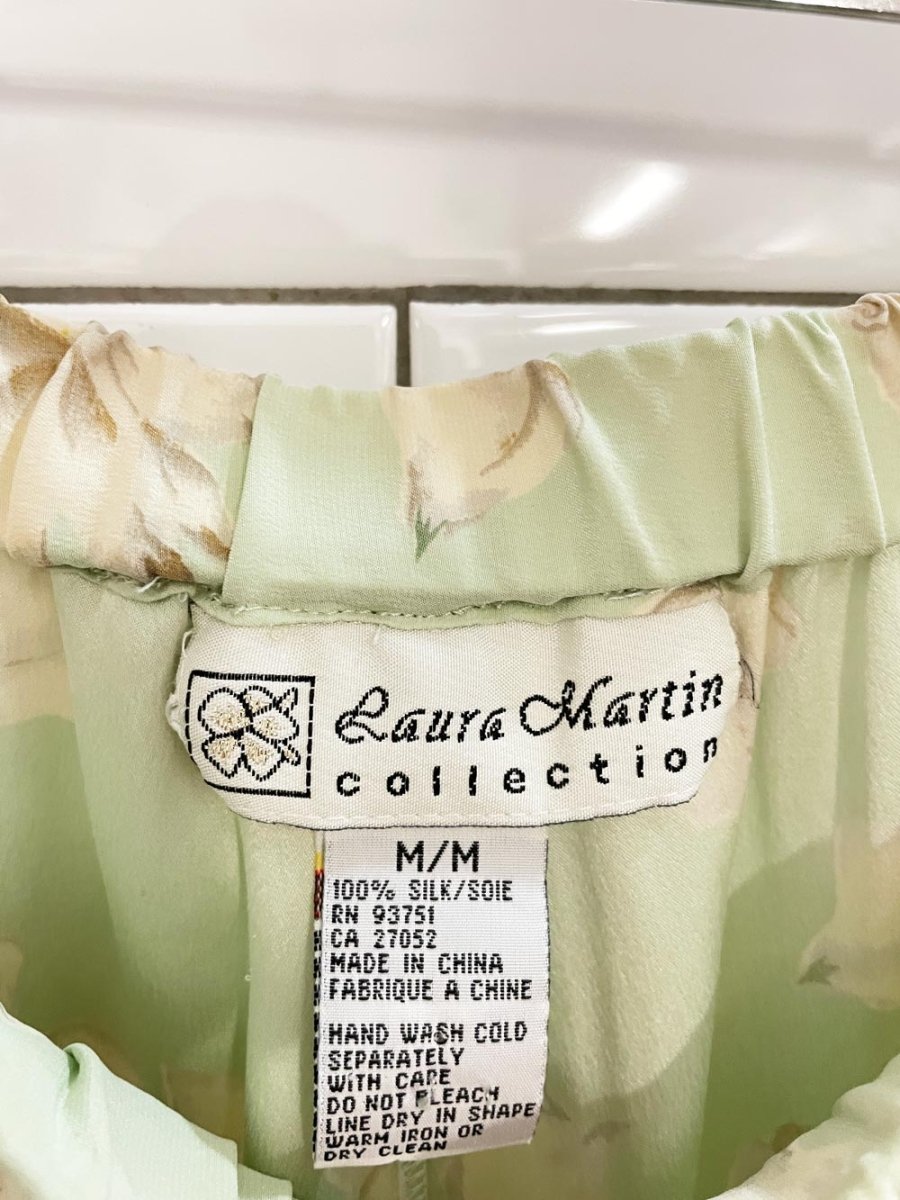 Laura Martin
collection
M/M
100% SILK/SOIE
RN 93751
CA 27052
MADE IN CHINA
FABRIQUE A CHINE
HAND WASH COLD
SEPARATELY
WITH CARE
DO NOT BLEACH
LINE DRY IN SHAPE
WARM IRON OR
DRY CLEAN